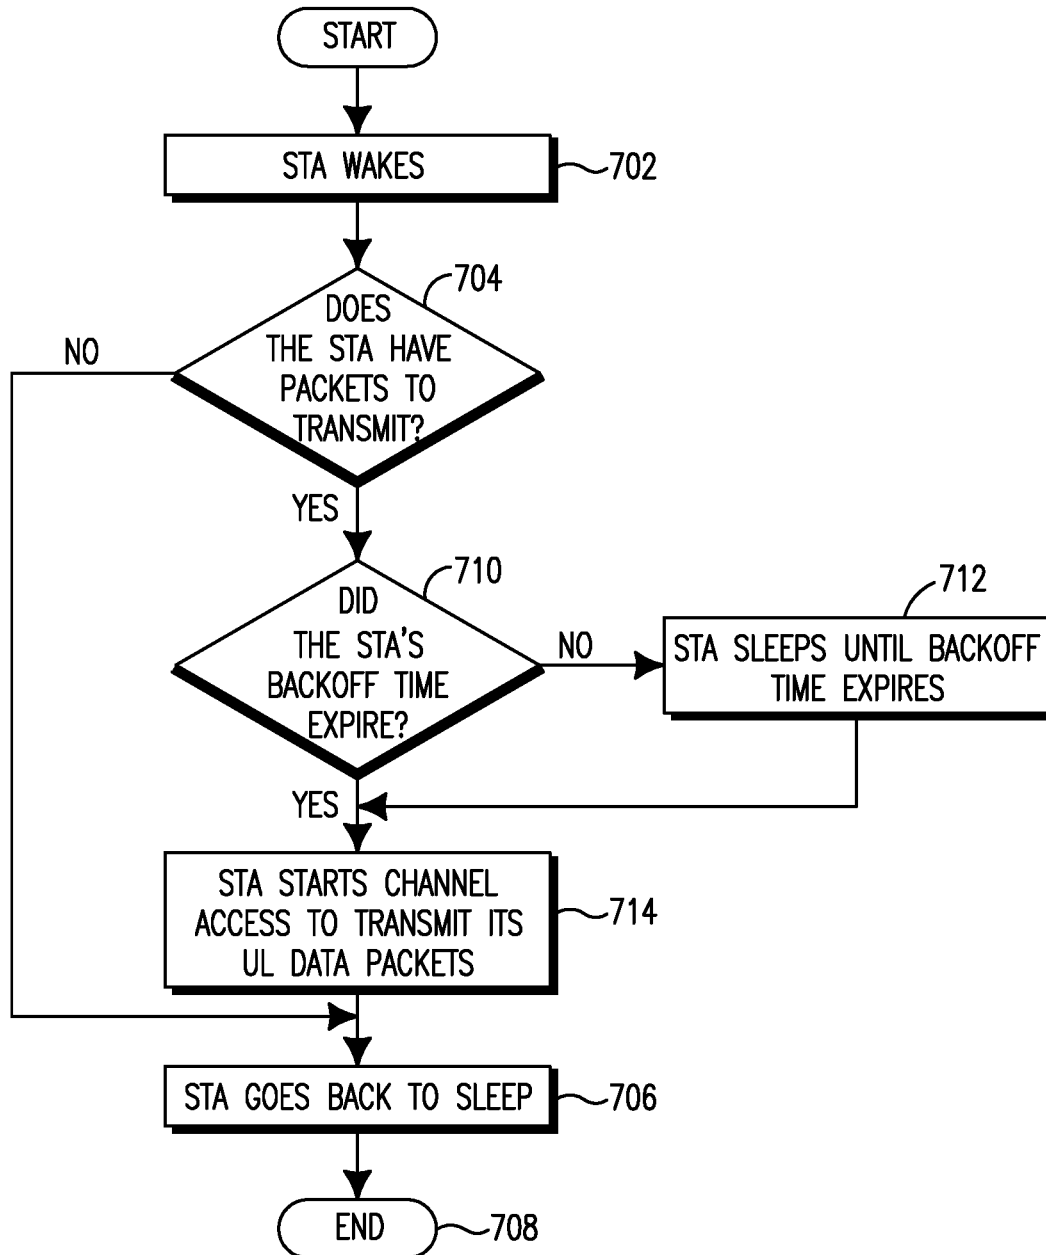 START
STA WAKES
702
704
DOES
THE STA HAVE
PACKETS TO
TRANSMIT?
NO
YES
710
DID
THE STA'S
BACKOFF TIME
EXPIRE?
NO
712
STA SLEEPS UNTIL BACKOFF
TIME EXPIRES
YES
STA STARTS CHANNEL
ACCESS TO TRANSMIT ITS
UL DATA PACKETS
714
STA GOES BACK TO SLEEP
706
END
708